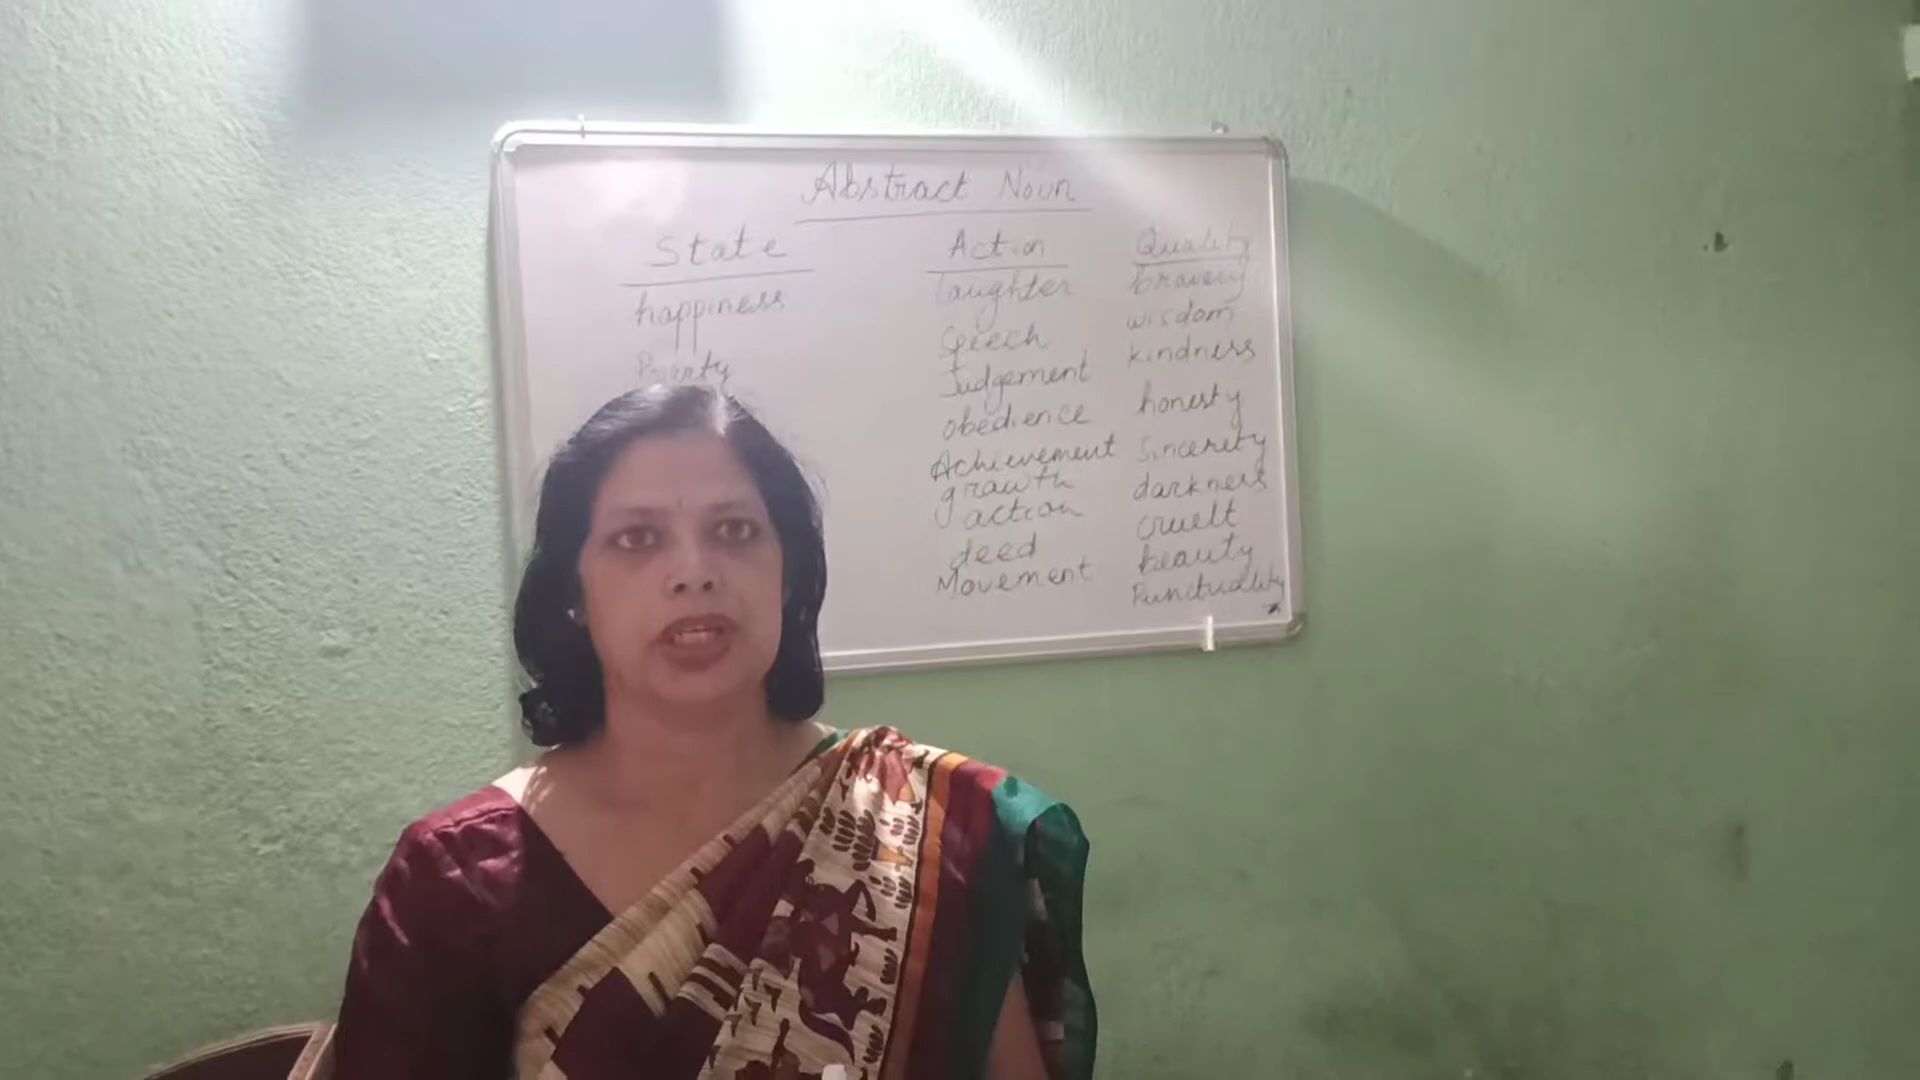 Abstract Noun
State Action Quality
happiness laughter bravery
wisdom
Speech kindness
Judgement
obedience honesty
Achievement Sincerety
growth darkness
action cruelt
deed beauty
Movement Punctuality